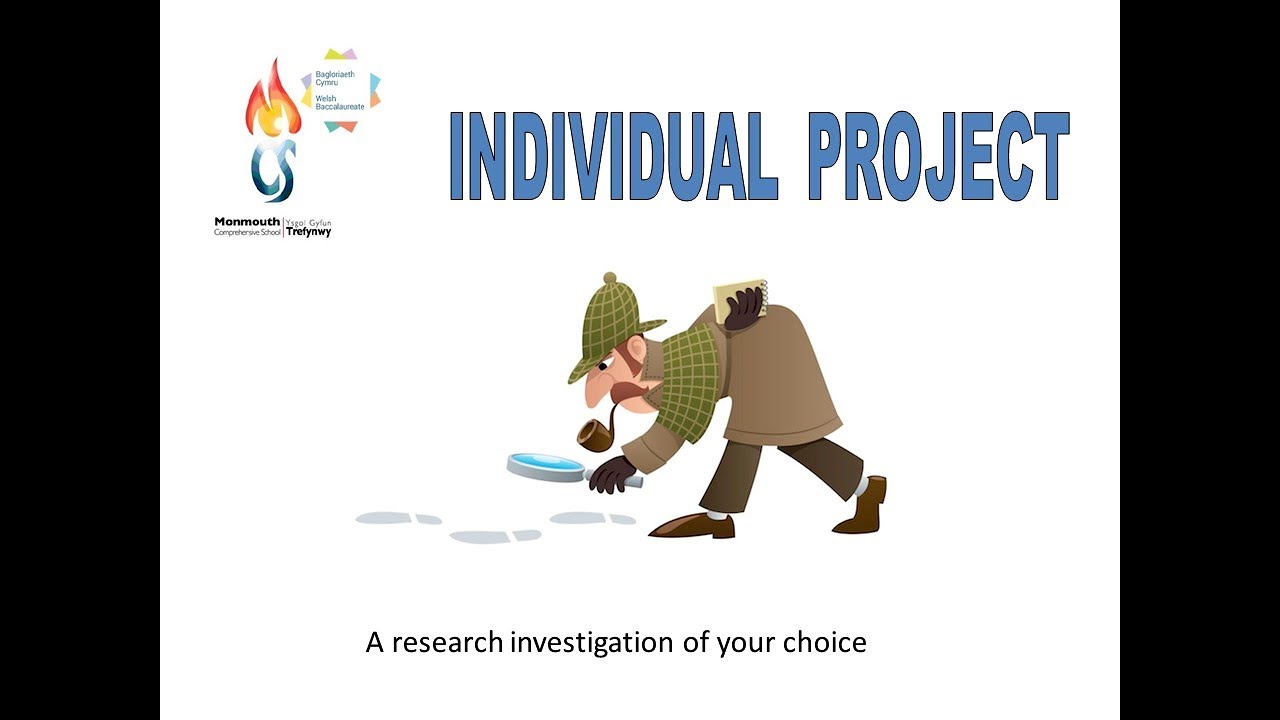 Bagloriaeth
Cymru
Welsh
Baccalaureate
INDIVIDUAL PROJECT
Monmouth Ysgol Gyfun
Comprehensive School Trefynwy
A research investigation of your choice